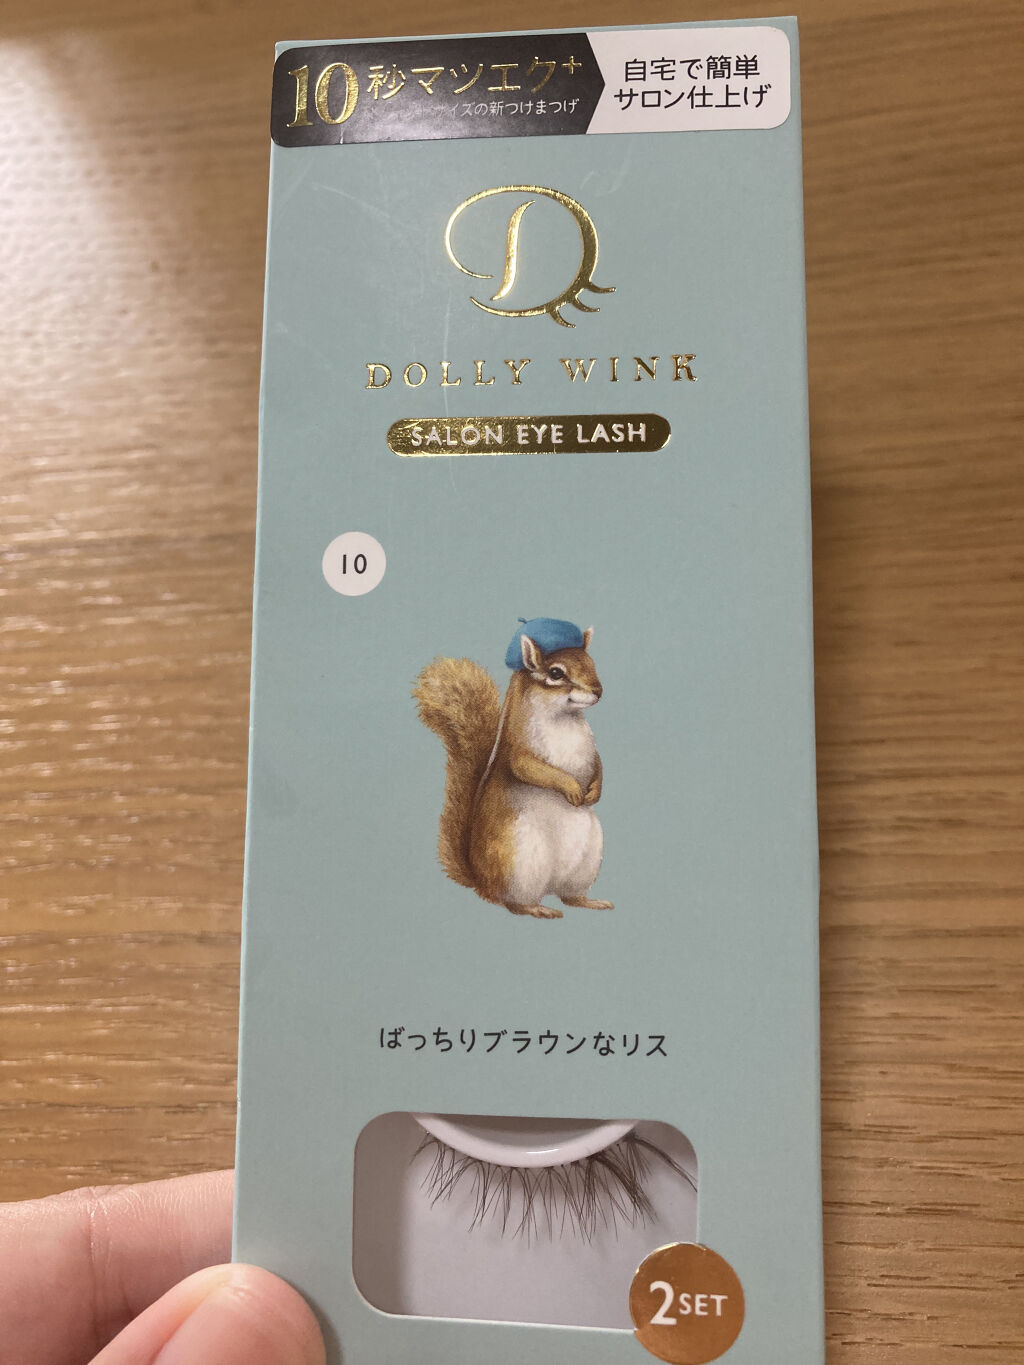 10秒マツエク+
サイズの新つけまつげ
自宅で簡単
サロン仕上げ
D
DOLLY WINK
SALON EYE LASH
10
ぱっちりブラウンなリス
2SET